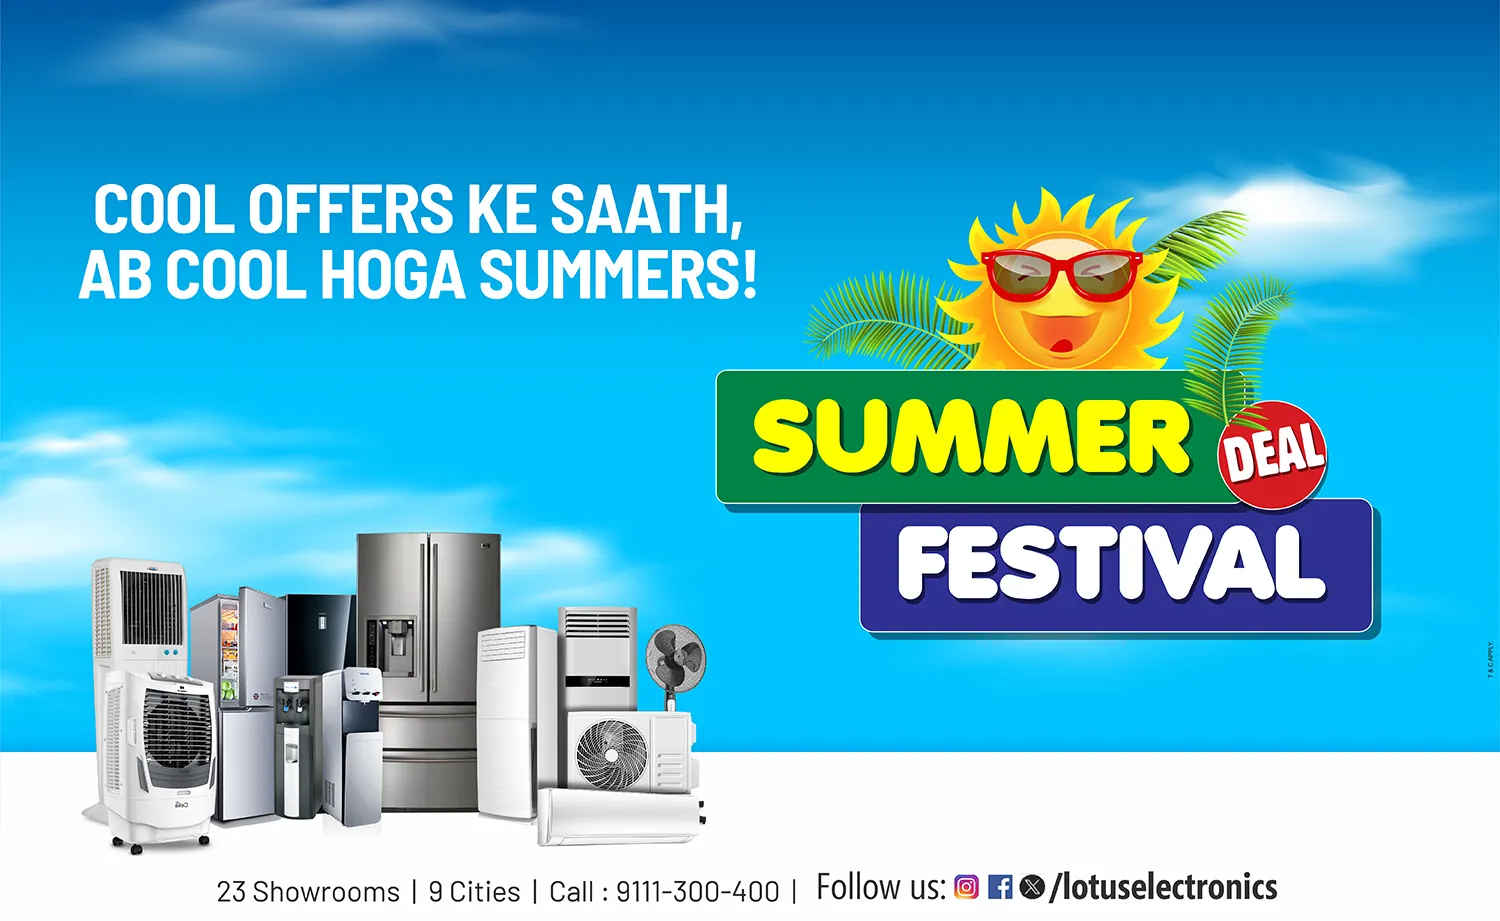 COOL OFFERS KE SAATH,
AB COOL HOGA SUMMERS!
SUMMER
DEAL
FESTIVAL
T & C APPLY
23 Showrooms | 9 Cities | Call : 9111-300-400 | Follow us: /lotuselectronics